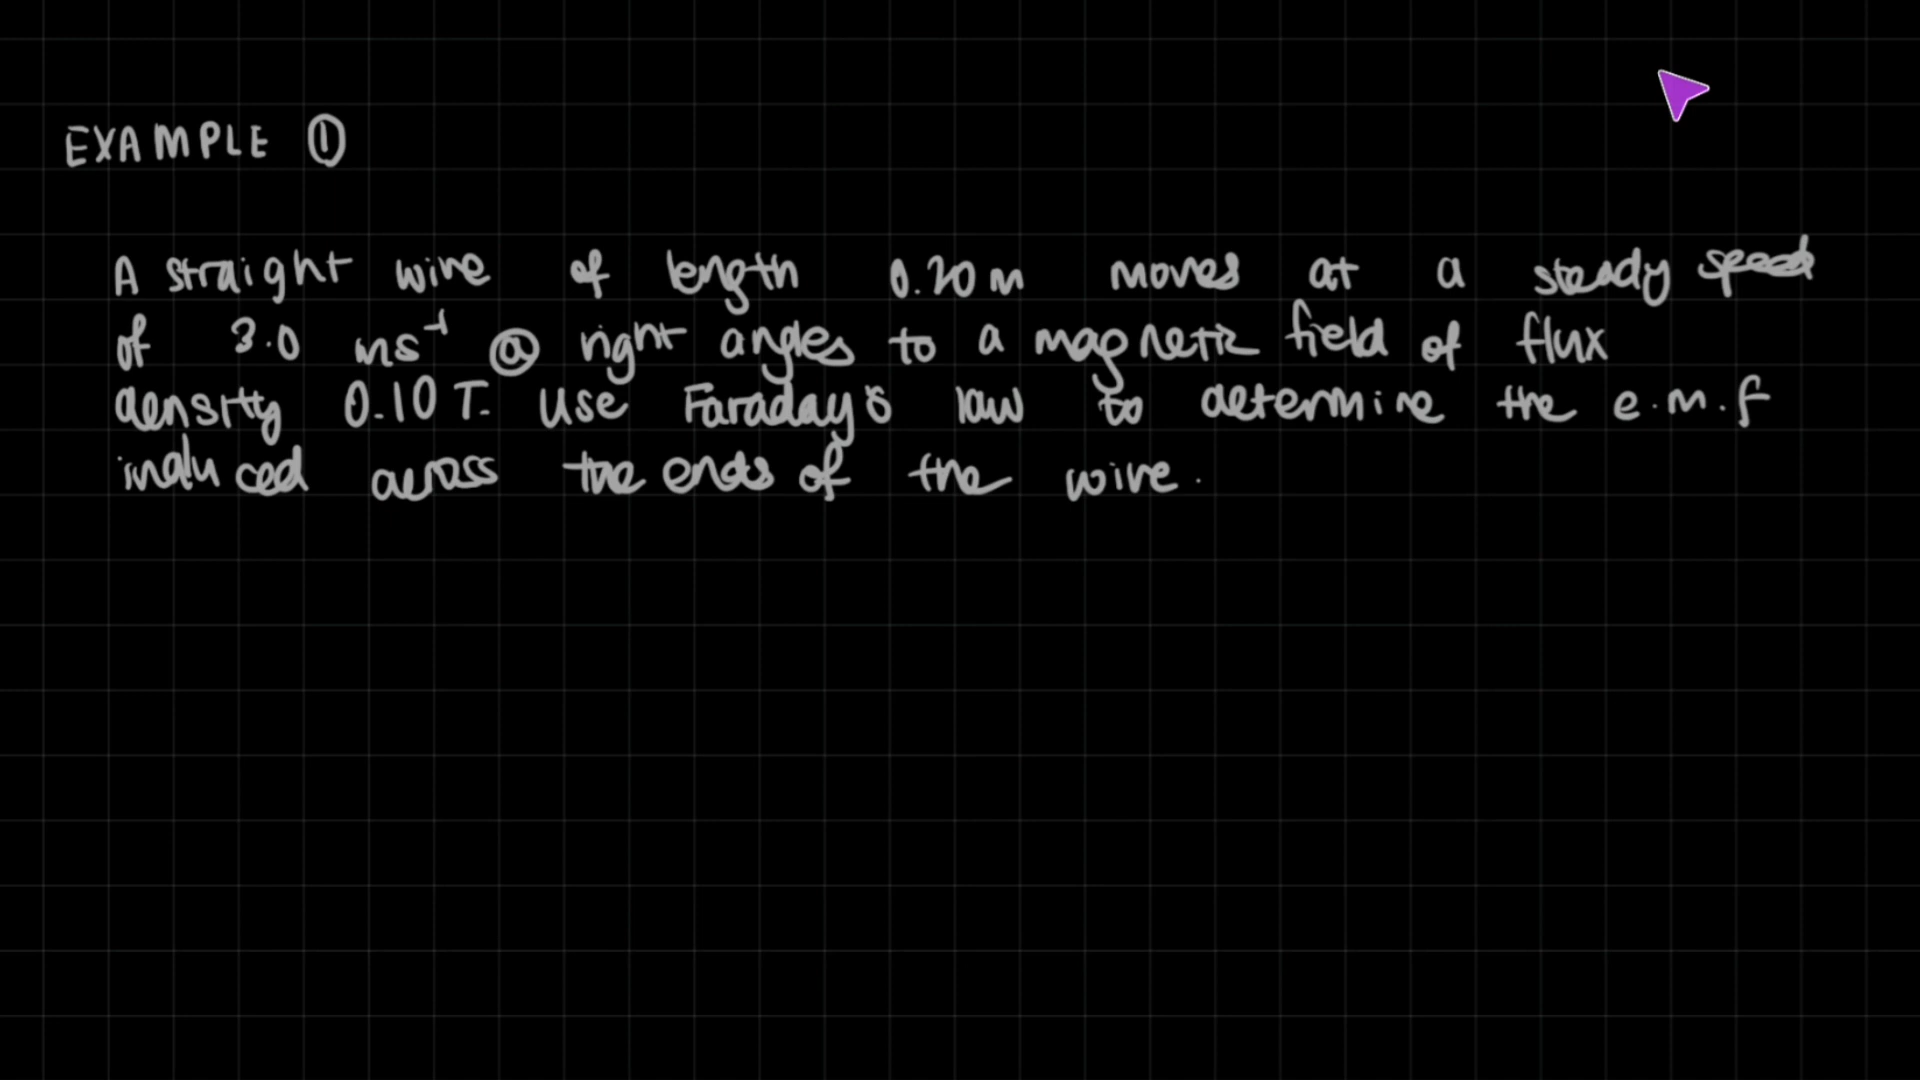 EXAMPLE ①
A straight wire of length 0.20 m moves at a steady speed
of 3.0 ms⁻¹ @ right angles to a magnetic field of flux
density 0.10 T. Use Faraday's law to determine the e.m.f
induced across the ends of the wire.